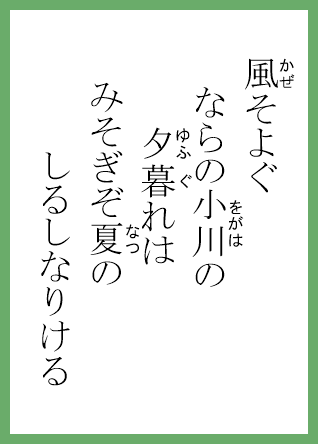 風そよぐ
ならの小川の
夕暮れは
みそぎぞ夏の
しるしなりける
かぜ
をがは
ゆふぐ
なつ